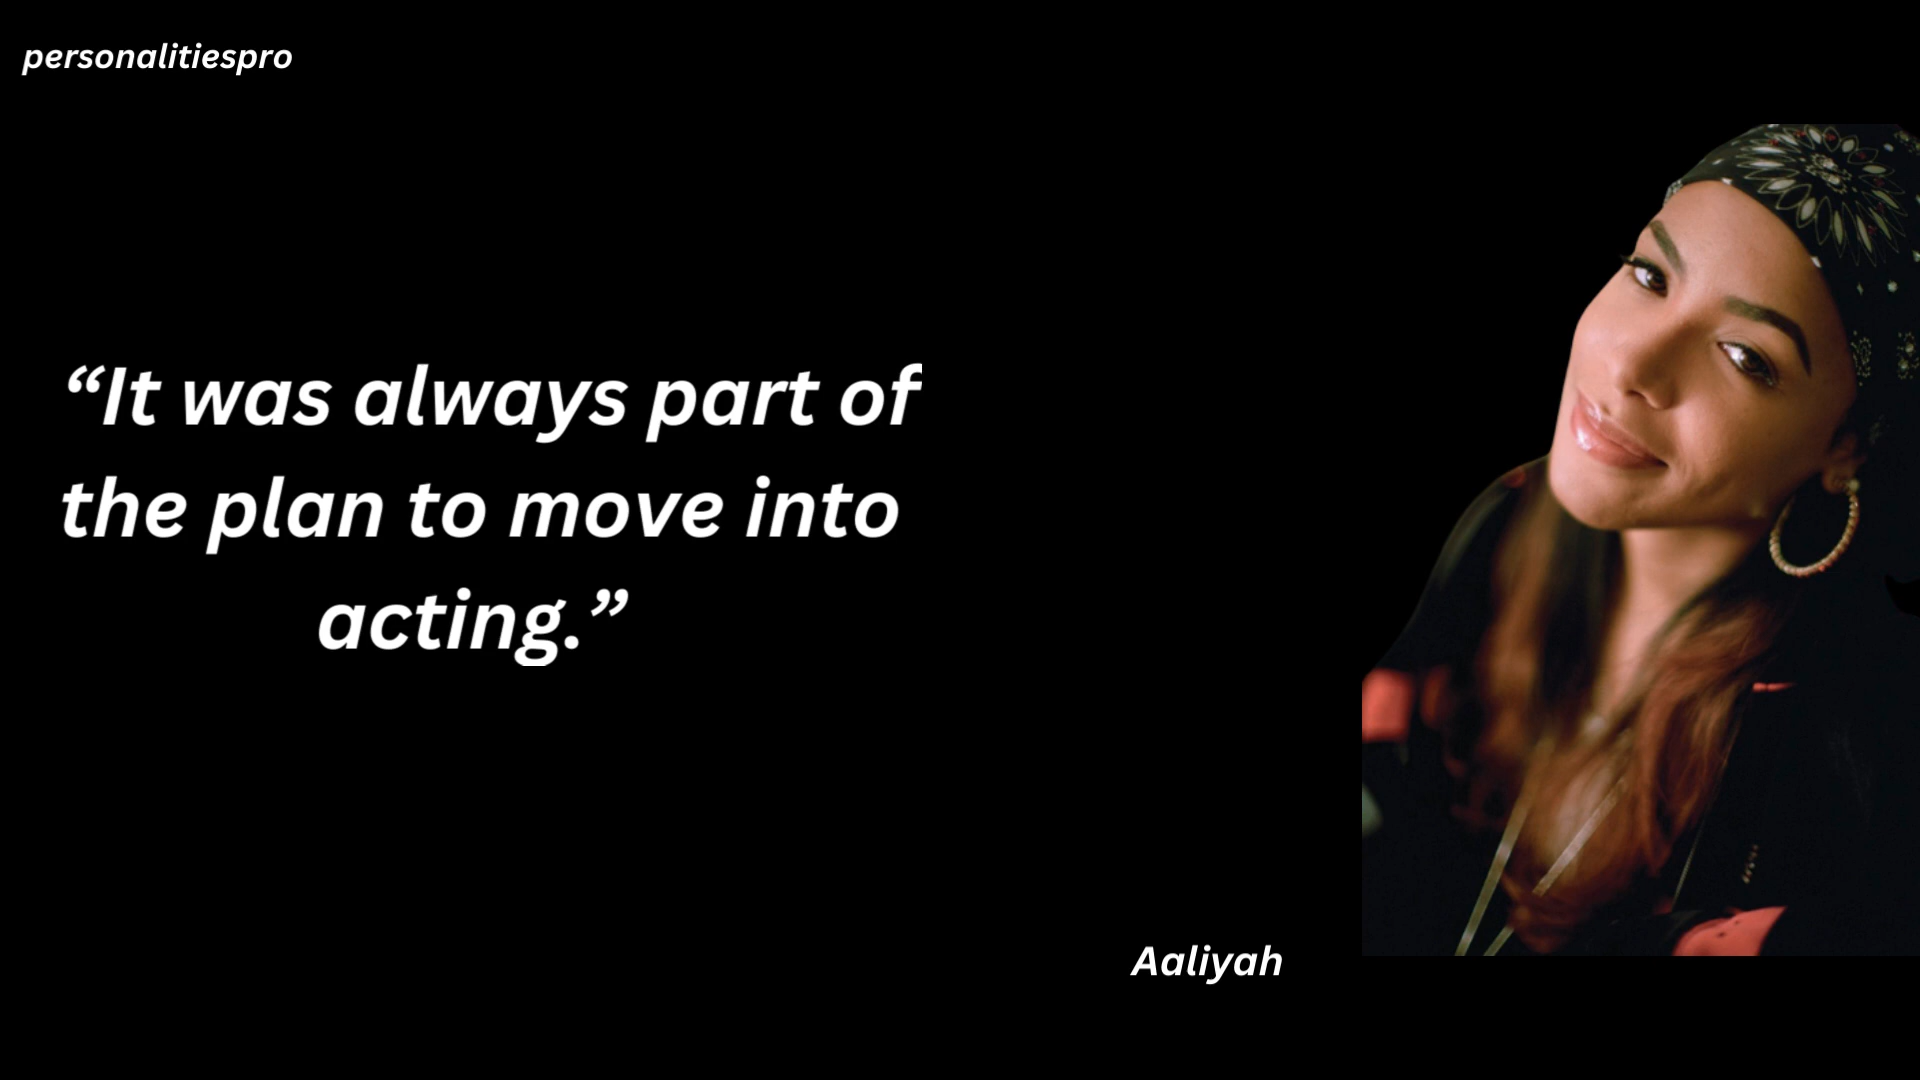 personalitiespro
“It was always part of
the plan to move into
acting.”
Aaliyah